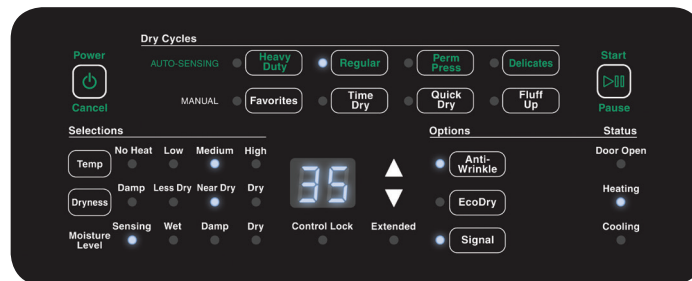 Dry Cycles
Power
Cancel
AUTO-SENSING
Heavy
Duty
Regular
Perm
Press
Delicates
Start
Pause
MANUAL
Favorites
Time
Dry
Quick
Dry
Fluff
Up
Selections
Options
Status
Temp
No Heat Low Medium High
Dryness
Damp Less Dry Near Dry Dry
Moisture
Level
Sensing Wet Damp Dry
35
Control Lock
Extended
Anti-
Wrinkle
EcoDry
Signal
Door Open
Heating
Cooling